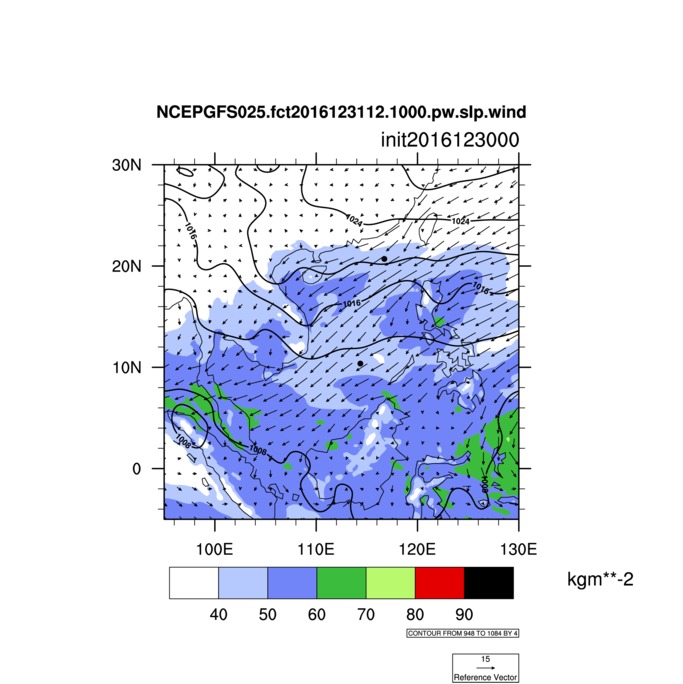 NCEPGFS025.fct2016123112.1000.pw.slp.wind
init2016123000
30N
1024
1024
1016
20N
1016
1016
10N
1008
1008
1008
0
100E
110E
120E
130E
kgm**-2
40 50 60 70 80 90
CONTOUR FROM 948 TO 1084 BY 4
15
Reference Vector